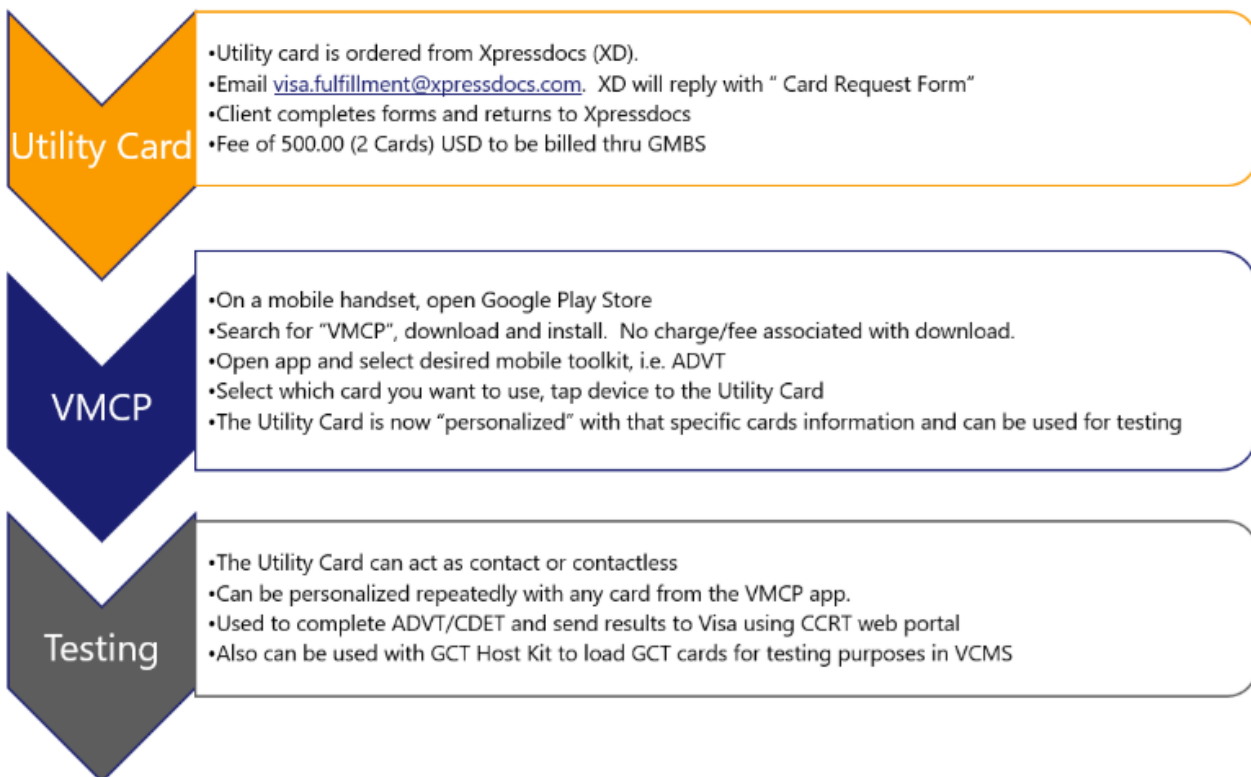 Utility Card
•Utility card is ordered from Xpressdocs (XD).
•Email visa.fulfillment@xpressdocs.com.  XD will reply with “ Card Request Form”
•Client completes forms and returns to Xpressdocs
•Fee of 500.00 (2 Cards) USD to be billed thru GMBS
VMCP
•On a mobile handset, open Google Play Store
•Search for “VMCP”, download and install.  No charge/fee associated with download.
•Open app and select desired mobile toolkit, i.e. ADVT
•Select which card you want to use, tap device to the Utility Card
•The Utility Card is now “personalized” with that specific cards information and can be used for testing
Testing
•The Utility Card can act as contact or contactless
•Can be personalized repeatedly with any card from the VMCP app.
•Used to complete ADVT/CDET and send results to Visa using CCRT web portal
•Also can be used with GCT Host Kit to load GCT cards for testing purposes in VCMS